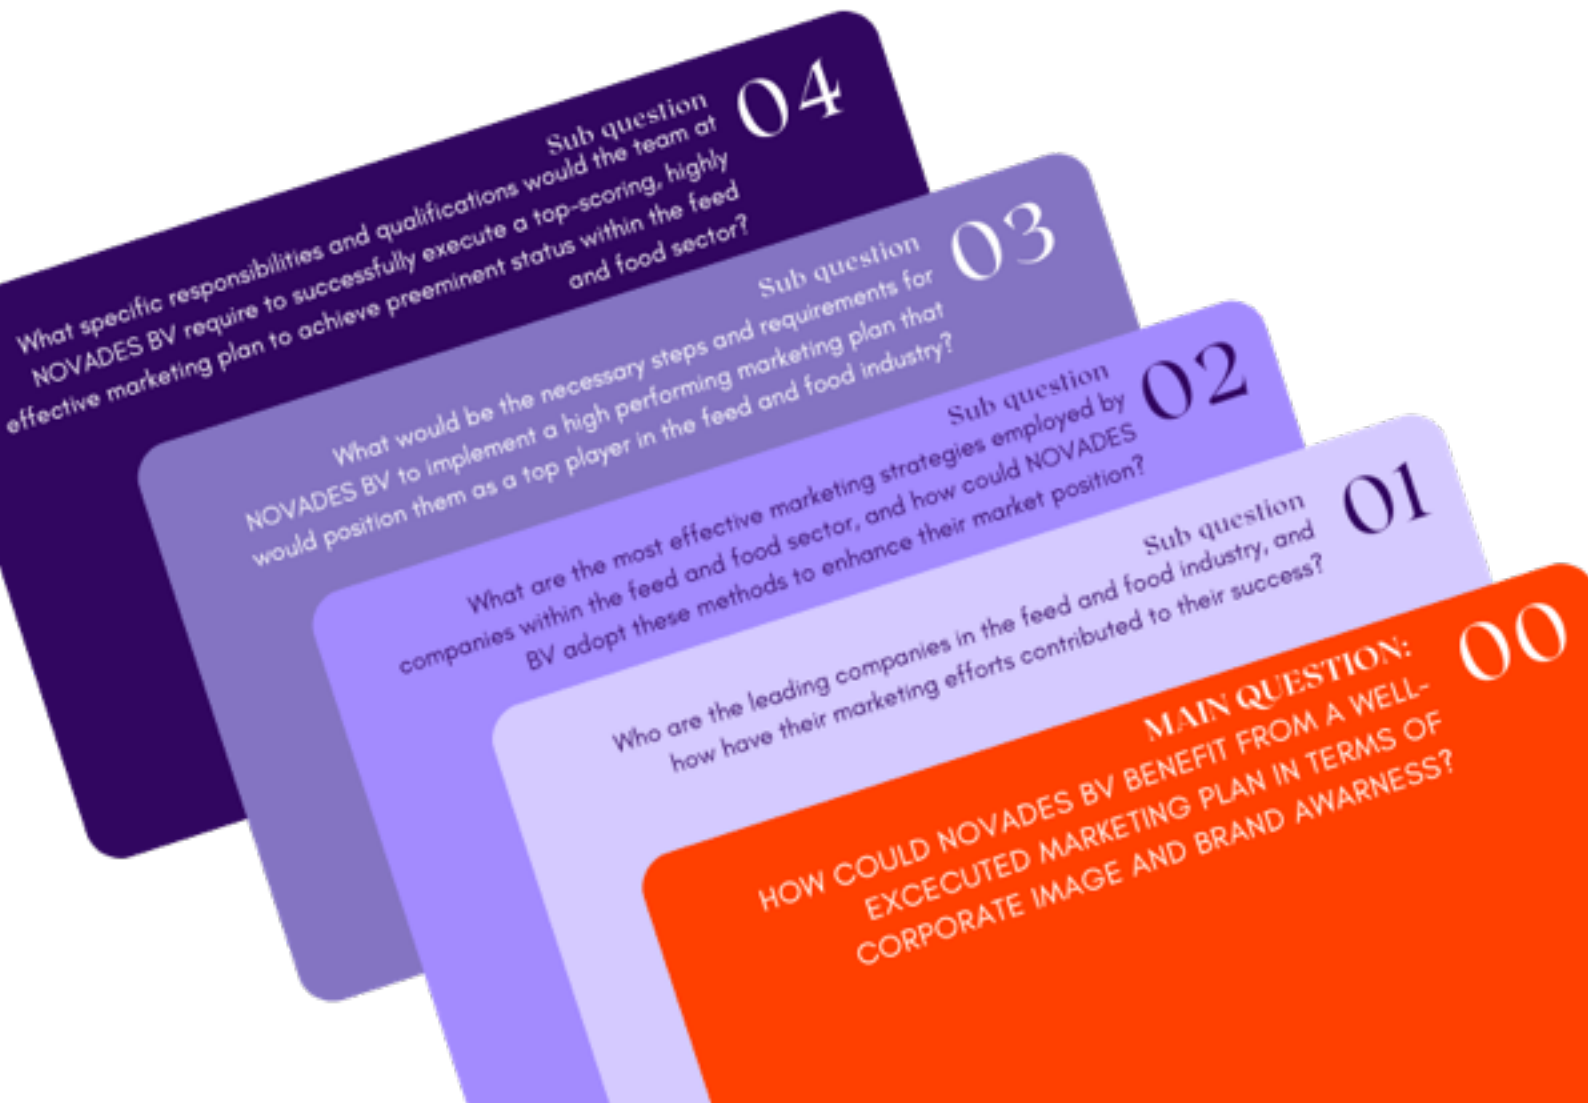 04
Sub question
What specific responsibilities and qualifications would the team at
NOVADES BV require to successfully execute a top-scoring, highly
effective marketing plan to achieve preeminent status within the feed
and food sector?
03
Sub question
What would be the necessary steps and requirements for
NOVADES BV to implement a high performing marketing plan that
would position them as a top player in the feed and food industry?
02
Sub question
What are the most effective marketing strategies employed by
companies within the feed and food sector, and how could NOVADES
BV adopt these methods to enhance their market position?
01
Sub question
Who are the leading companies in the feed and food industry, and
how have their marketing efforts contributed to their success?
00
MAIN QUESTION:
HOW COULD NOVADES BV BENEFIT FROM A WELL-
EXCECUTED MARKETING PLAN IN TERMS OF
CORPORATE IMAGE AND BRAND AWARNESS?